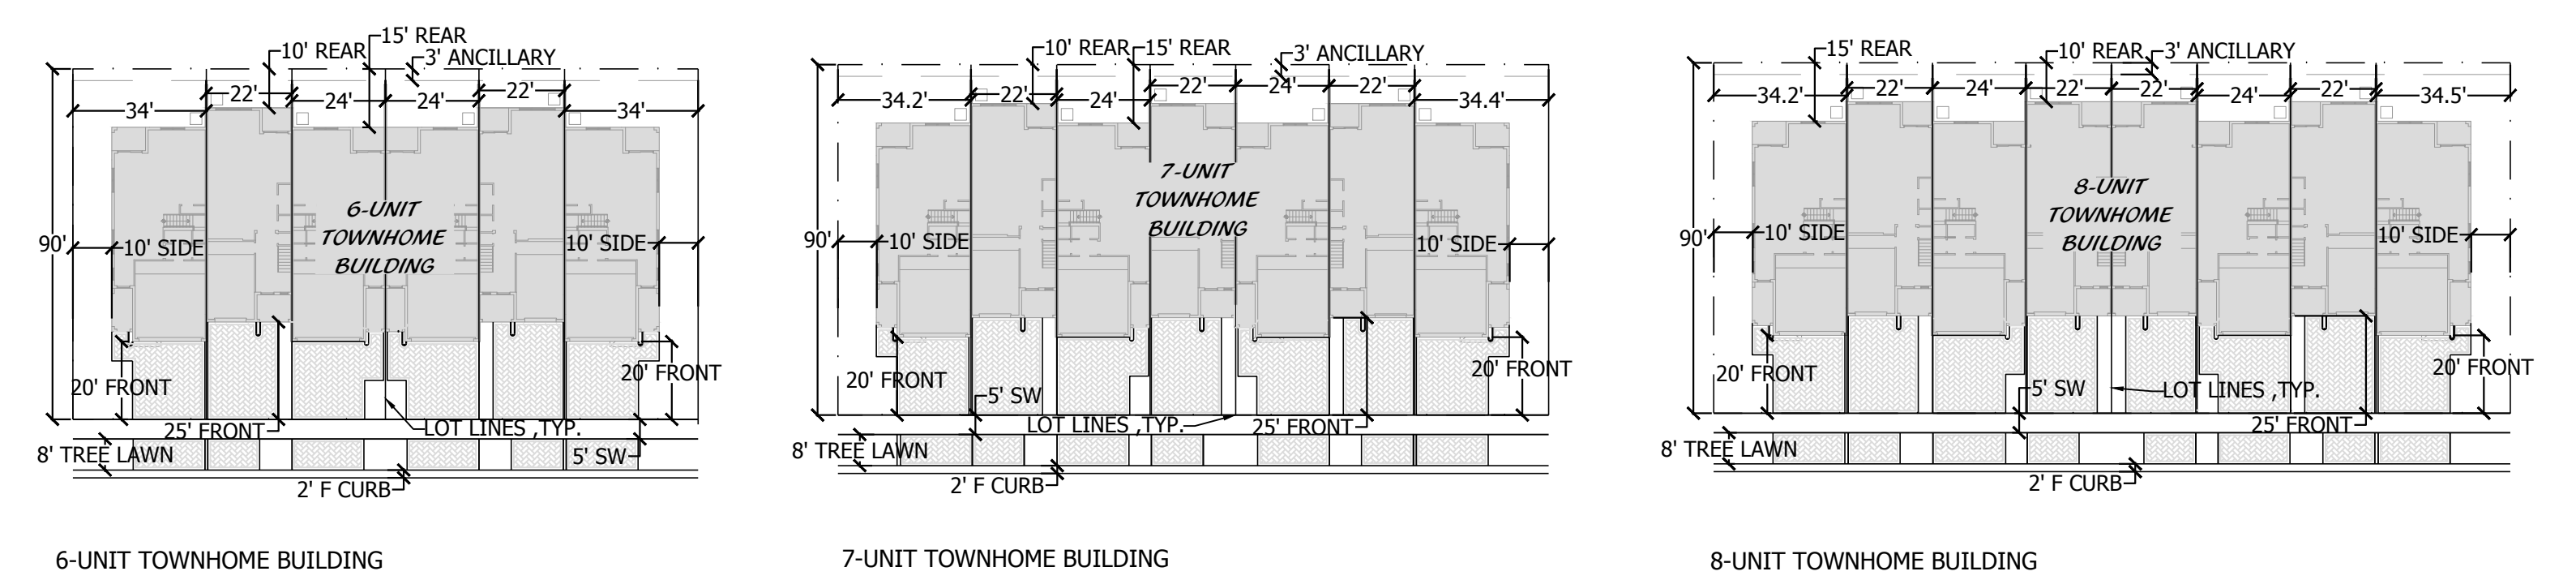 10' REAR
15' REAR
3' ANCILLARY
34'
22'
24'
24'
22'
34'
90'
10' SIDE
6-UNIT
TOWNHOME
BUILDING
10' SIDE
20' FRONT
20' FRONT
25' FRONT
LOT LINES ,TYP.
8' TREE LAWN
5' SW
2' F CURB
6-UNIT TOWNHOME BUILDING
10' REAR
15' REAR
3' ANCILLARY
34.2'
22'
24'
22'
24'
22'
34.4'
90'
10' SIDE
7-UNIT
TOWNHOME
BUILDING
10' SIDE
20' FRONT
20' FRONT
5' SW
LOT LINES ,TYP.
25' FRONT
8' TREE LAWN
2' F CURB
7-UNIT TOWNHOME BUILDING
15' REAR
10' REAR
3' ANCILLARY
34.2'
22'
24'
22'
22'
24'
22'
34.5'
90'
10' SIDE
8-UNIT
TOWNHOME
BUILDING
10' SIDE
20' FRONT
20' FRONT
5' SW
LOT LINES ,TYP.
25' FRONT
8' TREE LAWN
2' F CURB
8-UNIT TOWNHOME BUILDING